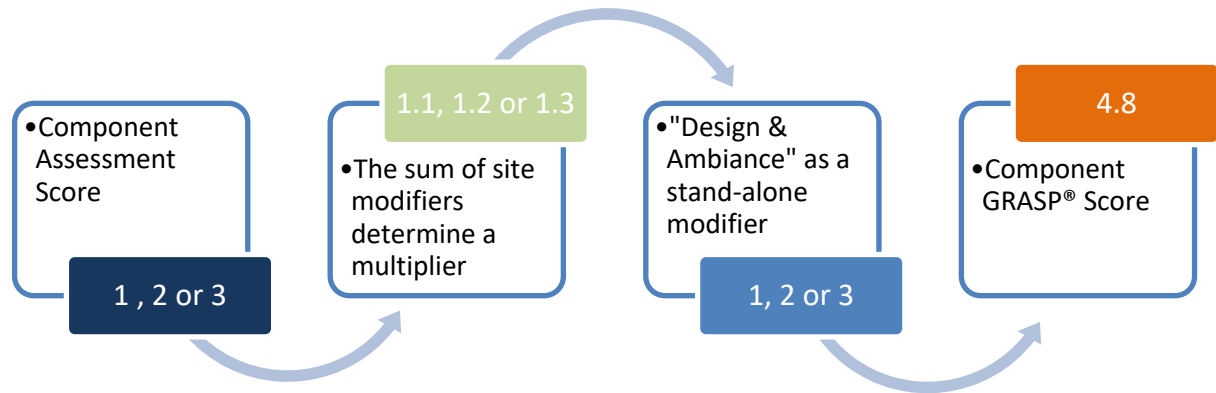 •Component
Assessment
Score
1 , 2 or 3
1.1, 1.2 or 1.3
•The sum of site
modifiers
determine a
multiplier
•"Design &
Ambiance" as a
stand-alone
modifier
1, 2 or 3
4.8
•Component
GRASP® Score